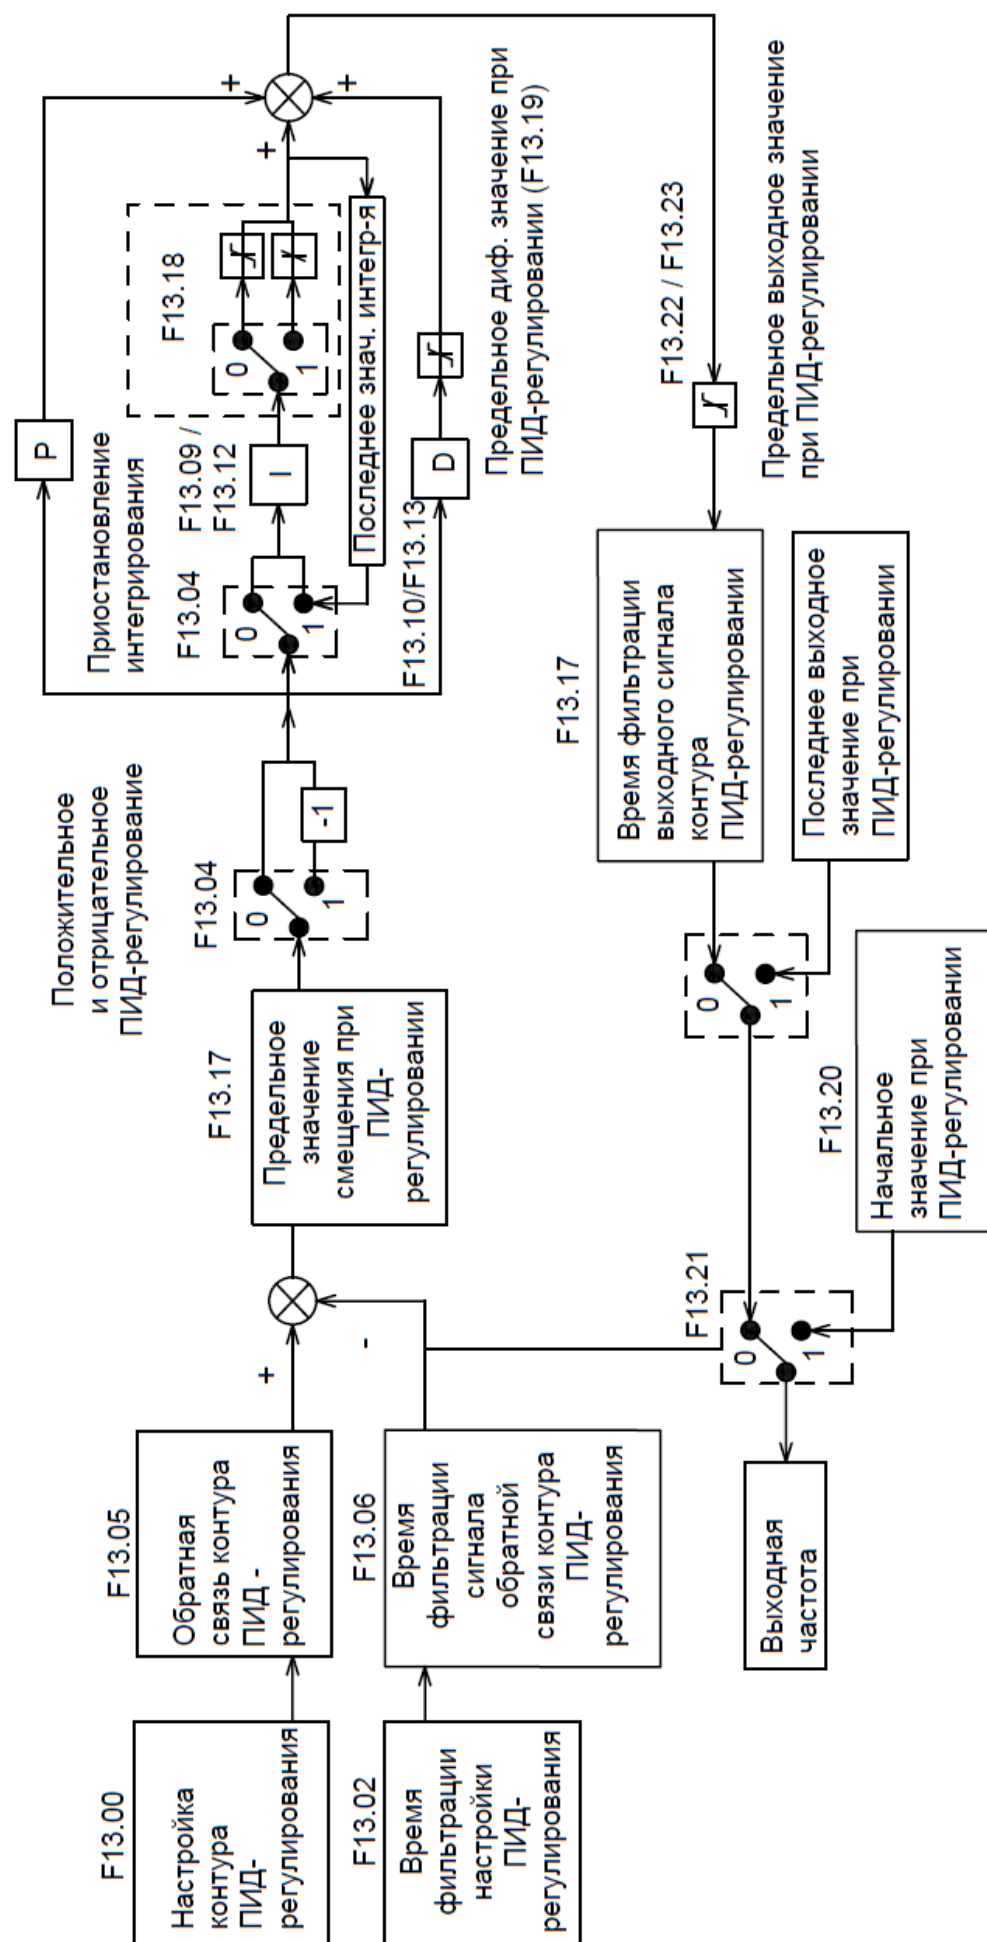 F13.00
Настройка
контура
ПИД-
регулирования
F13.05
Обратная
связь контура
ПИД -
регулирования
+
F13.02
Время
фильтрации
настройки
ПИД-
регулирования
F13.06
Время
фильтрации
сигнала
обратной
связи контура
ПИД-
регулирования
-
F13.17
Предельное
значение
смещения при
ПИД-
регулировании
Положительное
и отрицательное
ПИД-регулирование
F13.04
0
1
-1
P
Приостановление
интегрирования
F13.04
0
1
F13.09 /
F13.12
I
F13.18
0
1
Последнее знач. интегр-я
+
+
+
F13.10/F13.13
D
Предельное диф. значение при
ПИД-регулировании (F13.19)
F13.22 / F13.23
Предельное выходное значение
при ПИД-регулировании
F13.17
Время фильтрации
выходного сигнала
контура
ПИД-регулировании
Последнее выходное
значение при
ПИД-регулировании
0
1
F13.20
Начальное
значение при
ПИД-регулировании
F13.21
0
1
Выходная
частота